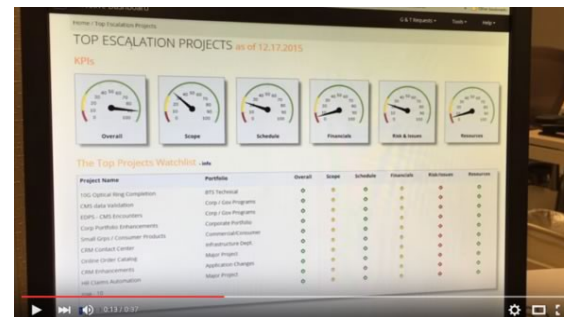 Home / Top Escalation Projects
G & T Requests
Tools
Help
TOP ESCALATION PROJECTS as of 12.17.2015
KPIs
Overall
Scope
Schedule
Financials
Risk & Issues
Resources
The Top Projects Watchlist
Project Name Portfolio Overall Scope Schedule Financials Risk/Issues Resources
10G Optical Ring Completion BTS Technical
CMS data Validation Corp / Gov Programs
EDPS - CMS Encounters Corp / Gov Programs
Corp Portfolio Enhancements Corporate Portfolio
Small Grps / Consumer Products Commercial/Consumer
CRM Contact Center Infrastructure Dept.
Online Order Catalog Major Project
CRM Enhancements Application Changes
HR Claims Automation Major Project
0:13 / 0:37